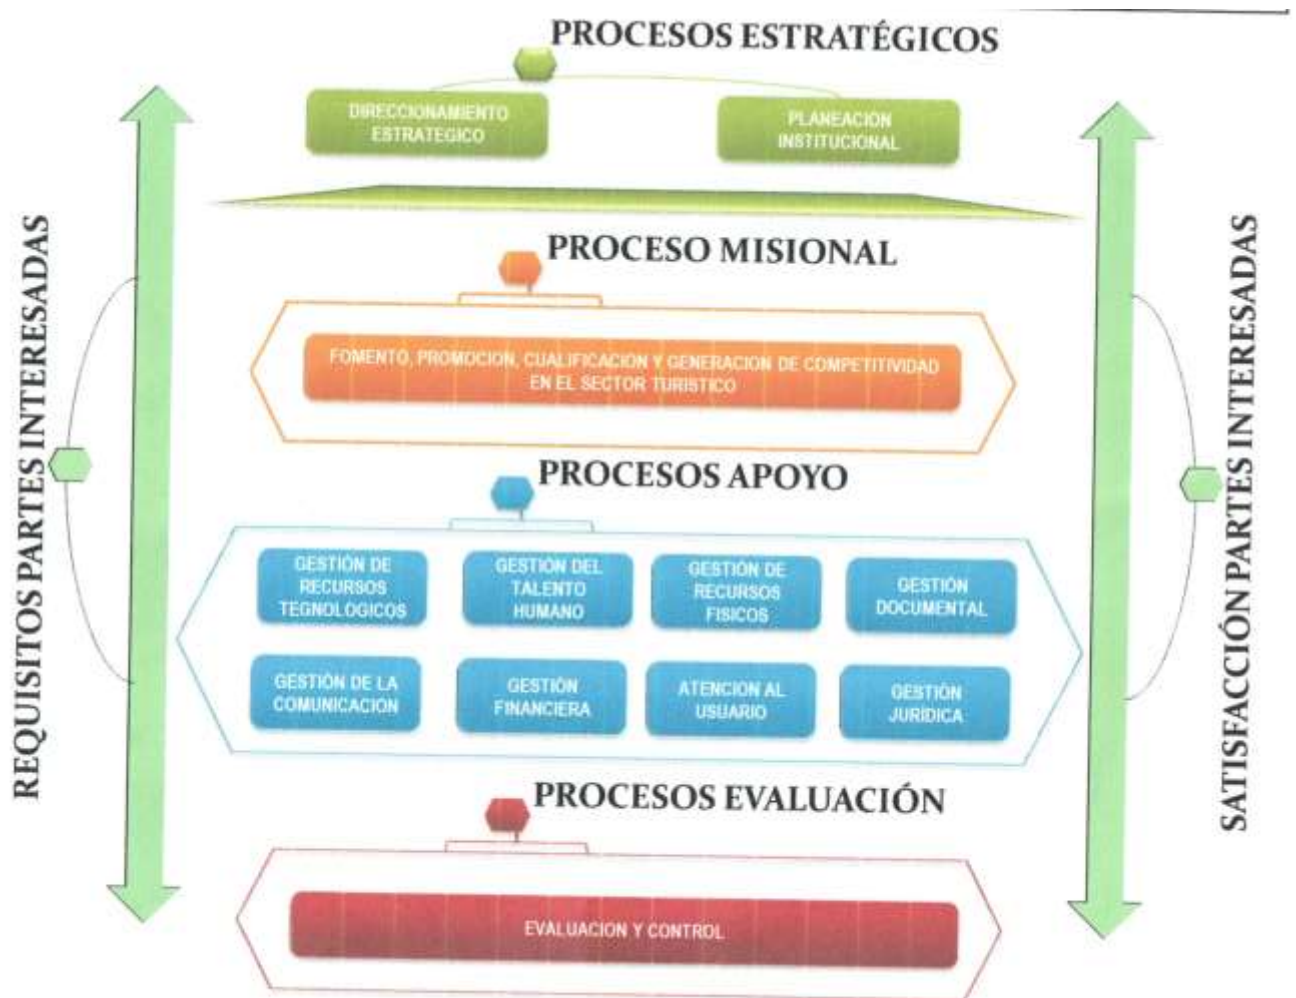 PROCESOS ESTRATÉGICOS
DIRECCIONAMIENTO
ESTRATEGICO
PLANEACION
INSTITUCIONAL
REQUISITOS PARTES INTERESADAS
SATISFACCIÓN PARTES INTERESADAS
PROCESO MISIONAL
FOMENTO, PROMOCION, CUALIFICACION Y GENERACION DE COMPETITIVIDAD
EN EL SECTOR TURISTICO
PROCESOS APOYO
GESTIÓN DE
RECURSOS
TEGNOLOGICOS
GESTIÓN DEL
TALENTO
HUMANO
GESTIÓN DE
RECURSOS
FISICOS
GESTIÓN
DOCUMENTAL
GESTIÓN DE LA
COMUNICACION
GESTIÓN
FINANCIERA
ATENCION AL
USUARIO
GESTIÓN
JURIDICA
PROCESOS EVALUACIÓN
EVALUACION Y CONTROL